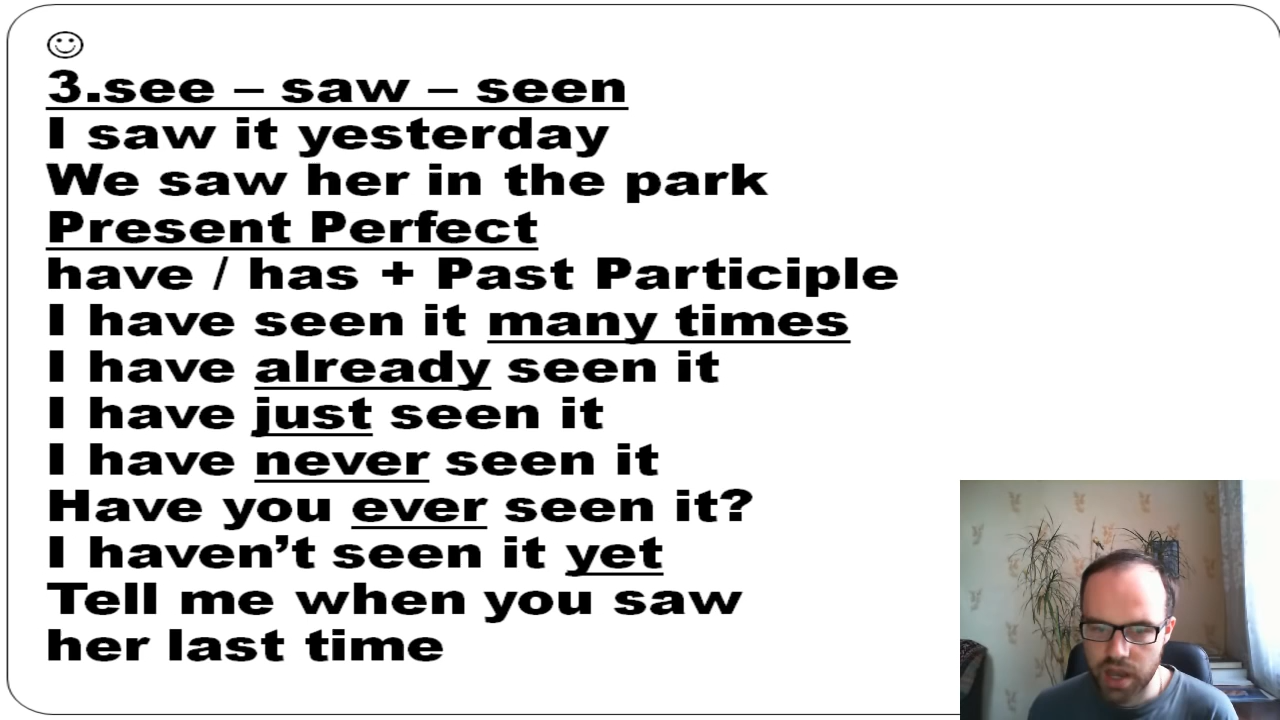 3.see – saw – seen
I saw it yesterday
We saw her in the park
Present Perfect
have / has + Past Participle
I have seen it many times
I have already seen it
I have just seen it
I have never seen it
Have you ever seen it?
I haven’t seen it yet
Tell me when you saw
her last time